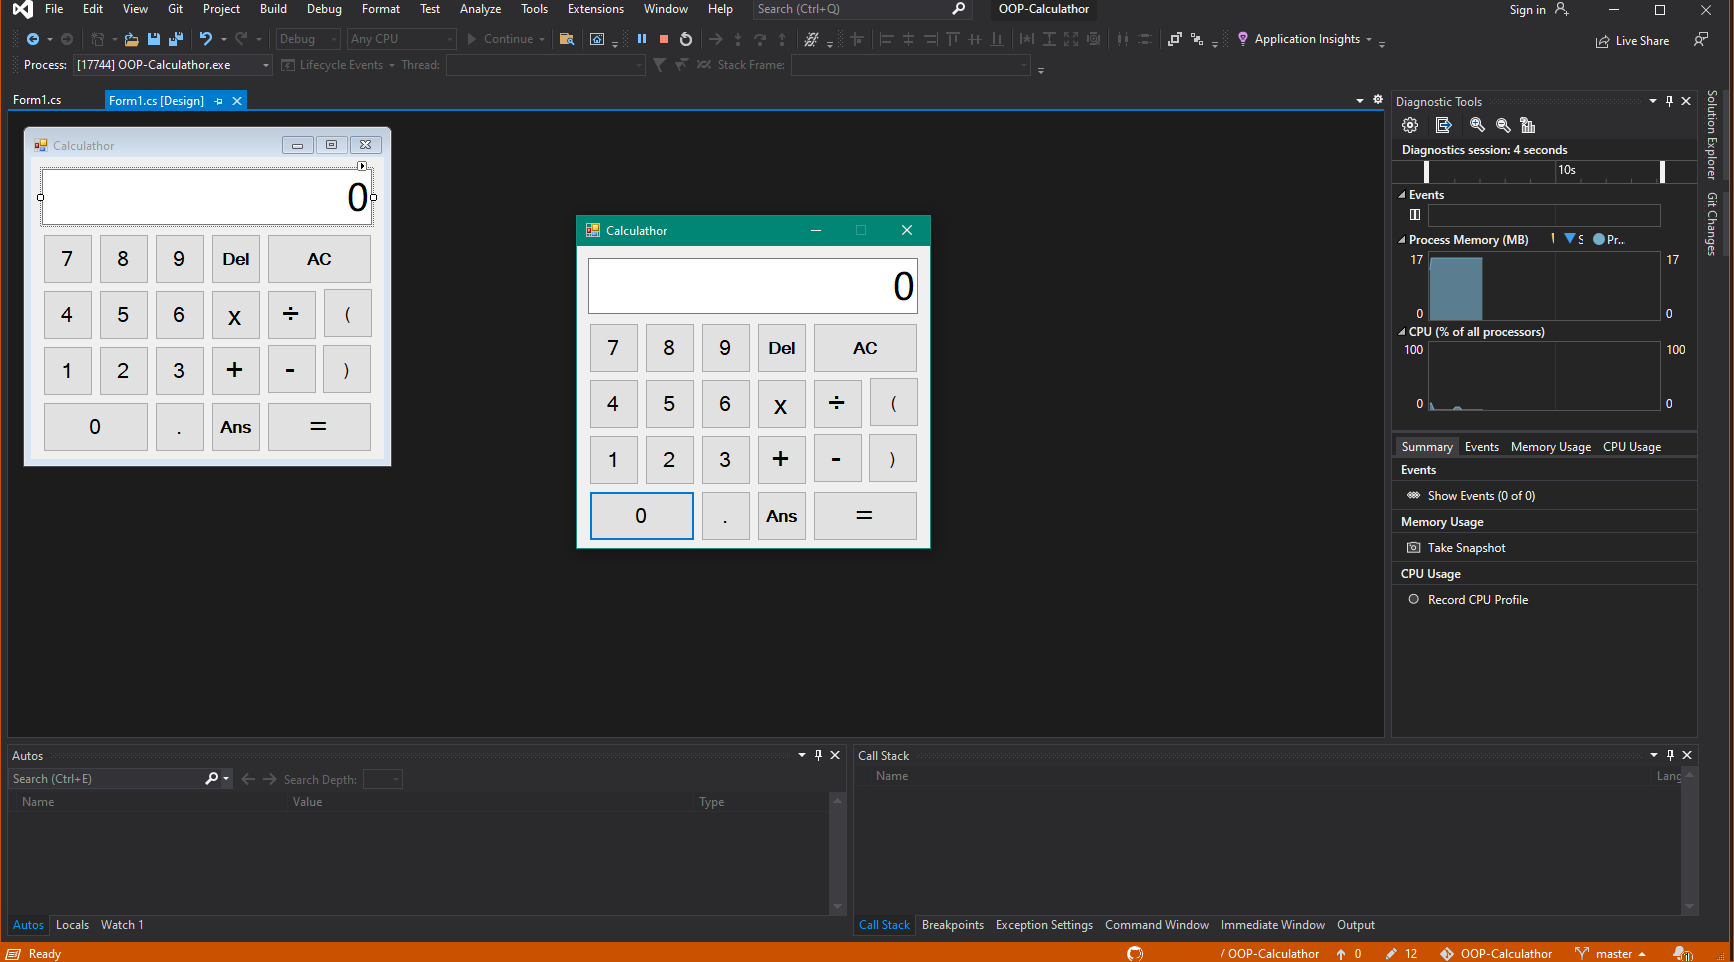 File Edit View Git Project Build Debug Format Test Analyze Tools Extensions Window Help Search (Ctrl+Q) OOP-Calculathor Sign in
Debug Any CPU Continue Application Insights Live Share
Process: [17744] OOP-Calculathor.exe Lifecycle Events Thread: Stack Frame:
Form1.cs Form1.cs [Design]
Calculathor
0
7 8 9 Del AC
4 5 6 x ÷ (
1 2 3 + - )
0 . Ans =
Calculathor
0
7 8 9 Del AC
4 5 6 x ÷ (
1 2 3 + - )
0 . Ans =
Diagnostic Tools
Diagnostics session: 4 seconds
10s
Events
Process Memory (MB) S Pr...
17 17
0 0
CPU (% of all processors)
100 100
0 0
Summary Events Memory Usage CPU Usage
Events
Show Events (0 of 0)
Memory Usage
Take Snapshot
CPU Usage
Record CPU Profile
Solution Explorer
Git Changes
Autos
Search (Ctrl+E) Search Depth:
Name Value Type
Autos Locals Watch 1
Call Stack
Name Lang
Call Stack Breakpoints Exception Settings Command Window Immediate Window Output
Ready / OOP-Calculathor 0 12 OOP-Calculathor master 1